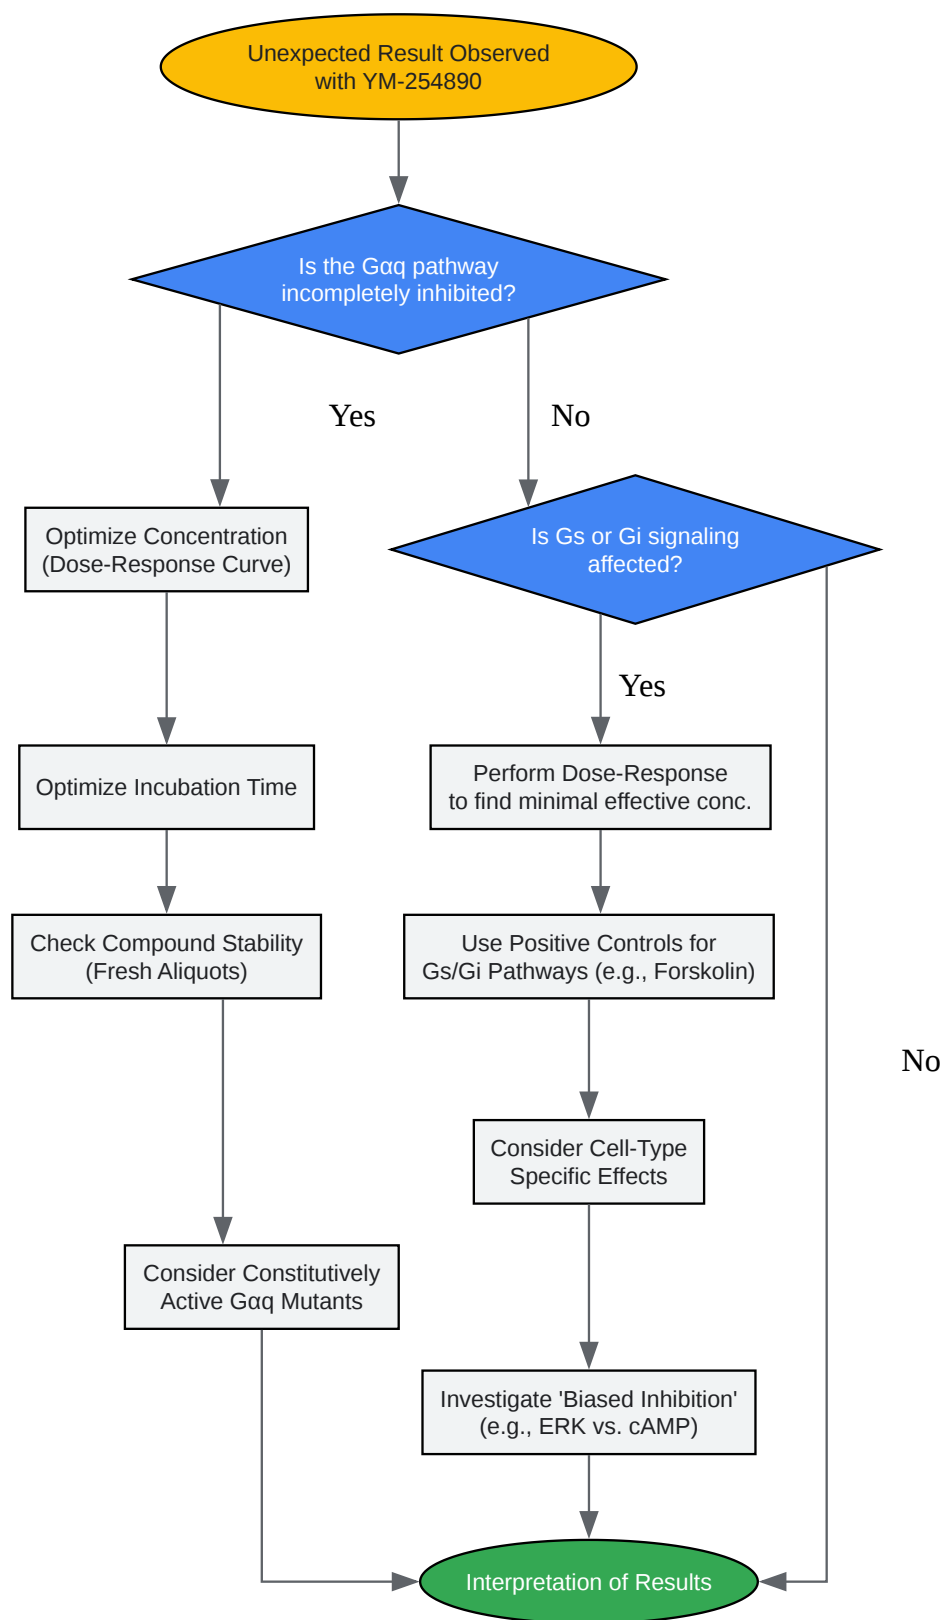 Unexpected Result Observed
with YM-254890
Is the Gαq pathway
incompletely inhibited?
Yes
No
Optimize Concentration
(Dose-Response Curve)
Is Gs or Gi signaling
affected?
Yes
Optimize Incubation Time
Perform Dose-Response
to find minimal effective conc.
Check Compound Stability
(Fresh Aliquots)
Use Positive Controls for
Gs/Gi Pathways (e.g., Forskolin)
No
Consider Cell-Type
Specific Effects
Consider Constitutively
Active Gαq Mutants
Investigate 'Biased Inhibition'
(e.g., ERK vs. cAMP)
Interpretation of Results